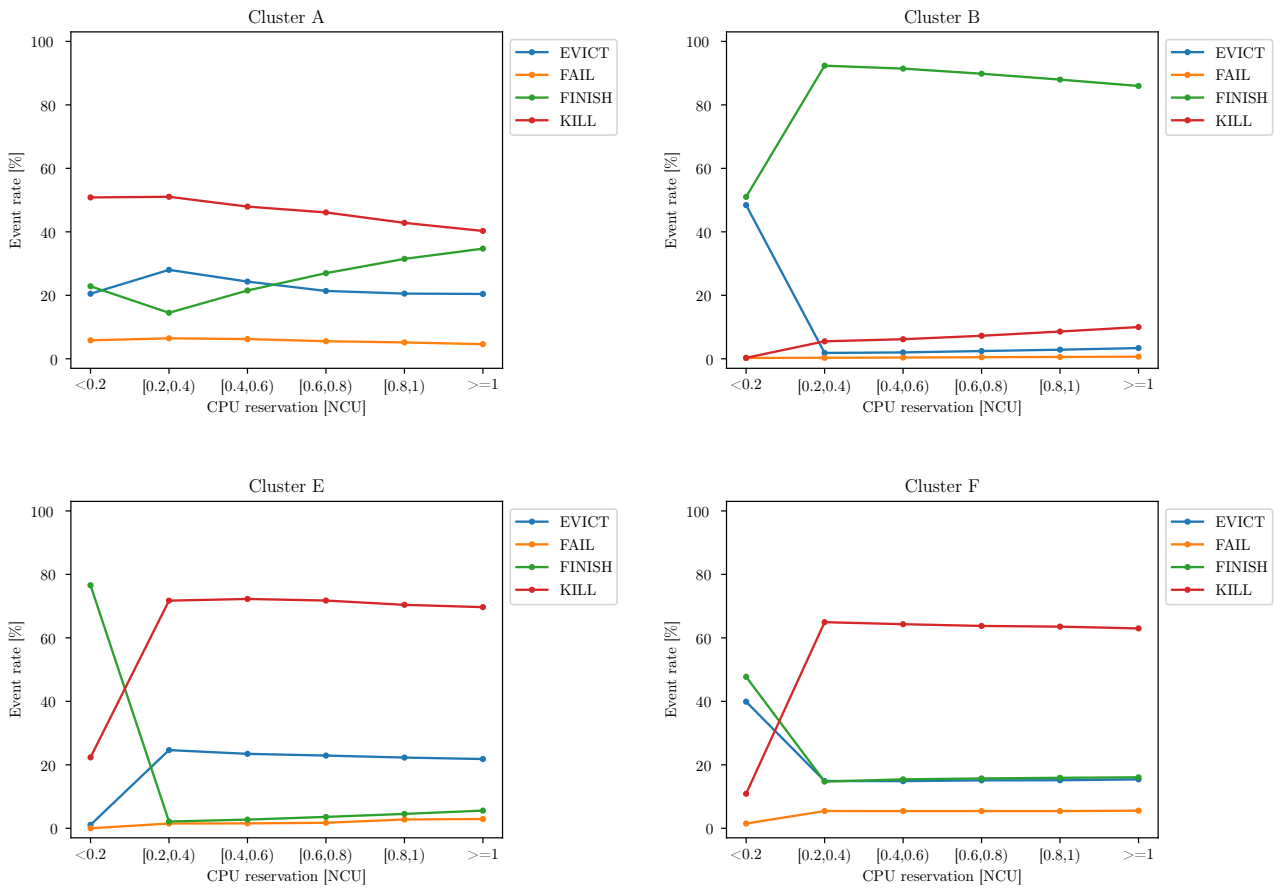 Cluster A
Event rate [%]
100
80
60
40
20
0
<0.2
[0.2,0.4)
[0.4,0.6)
[0.6,0.8)
[0.8,1)
>=1
CPU reservation [NCU]
EVICT
FAIL
FINISH
KILL
Cluster B
Event rate [%]
100
80
60
40
20
0
<0.2
[0.2,0.4)
[0.4,0.6)
[0.6,0.8)
[0.8,1)
>=1
CPU reservation [NCU]
EVICT
FAIL
FINISH
KILL
Cluster E
Event rate [%]
100
80
60
40
20
0
<0.2
[0.2,0.4)
[0.4,0.6)
[0.6,0.8)
[0.8,1)
>=1
CPU reservation [NCU]
EVICT
FAIL
FINISH
KILL
Cluster F
Event rate [%]
100
80
60
40
20
0
<0.2
[0.2,0.4)
[0.4,0.6)
[0.6,0.8)
[0.8,1)
>=1
CPU reservation [NCU]
EVICT
FAIL
FINISH
KILL